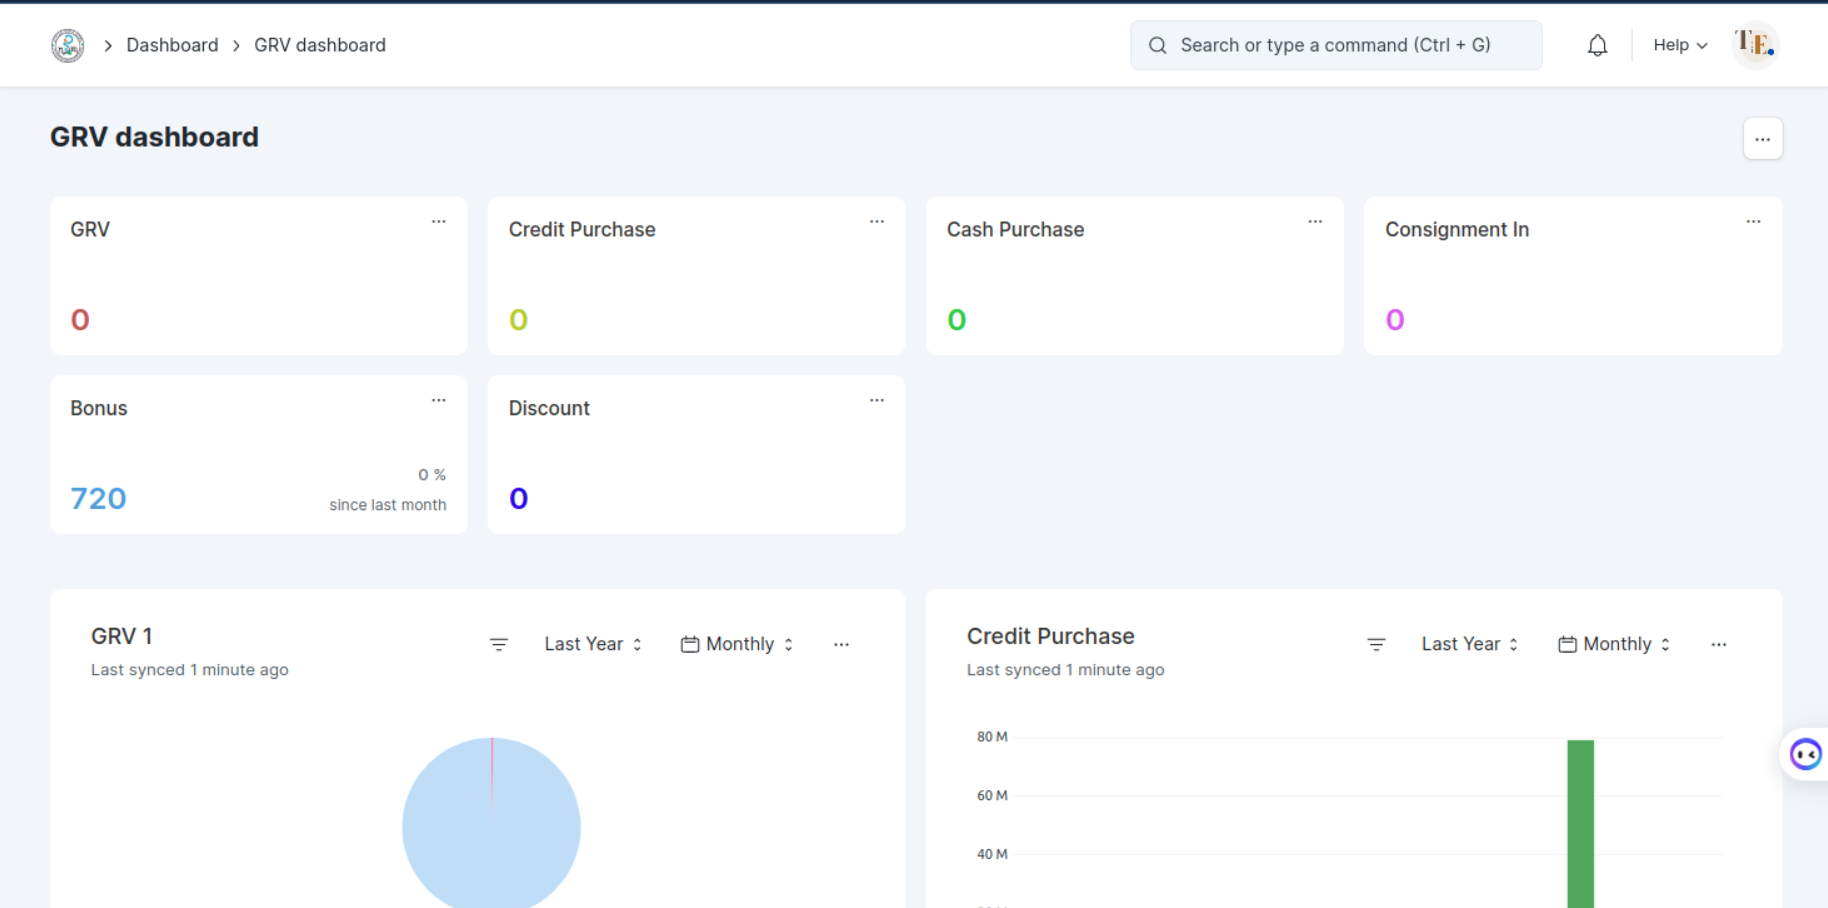 Dashboard
GRV dashboard
Search or type a command (Ctrl + G)
Help
TE
GRV dashboard
GRV
0
Credit Purchase
0
Cash Purchase
0
Consignment In
0
Bonus
720
0 %
since last month
Discount
0
GRV 1
Last synced 1 minute ago
Last Year
Monthly
Credit Purchase
Last synced 1 minute ago
Last Year
Monthly
80 M
60 M
40 M